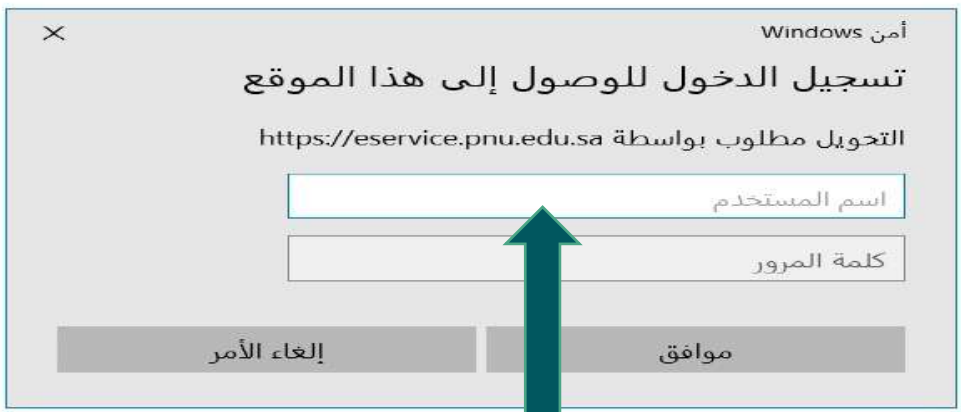 أمن Windows
تسجيل الدخول للوصول إلى هذا الموقع
التخويل مطلوب بواسطة https://eservice.pnu.edu.sa
اسم المستخدم
كلمة المرور
موافق
إلغاء الأمر